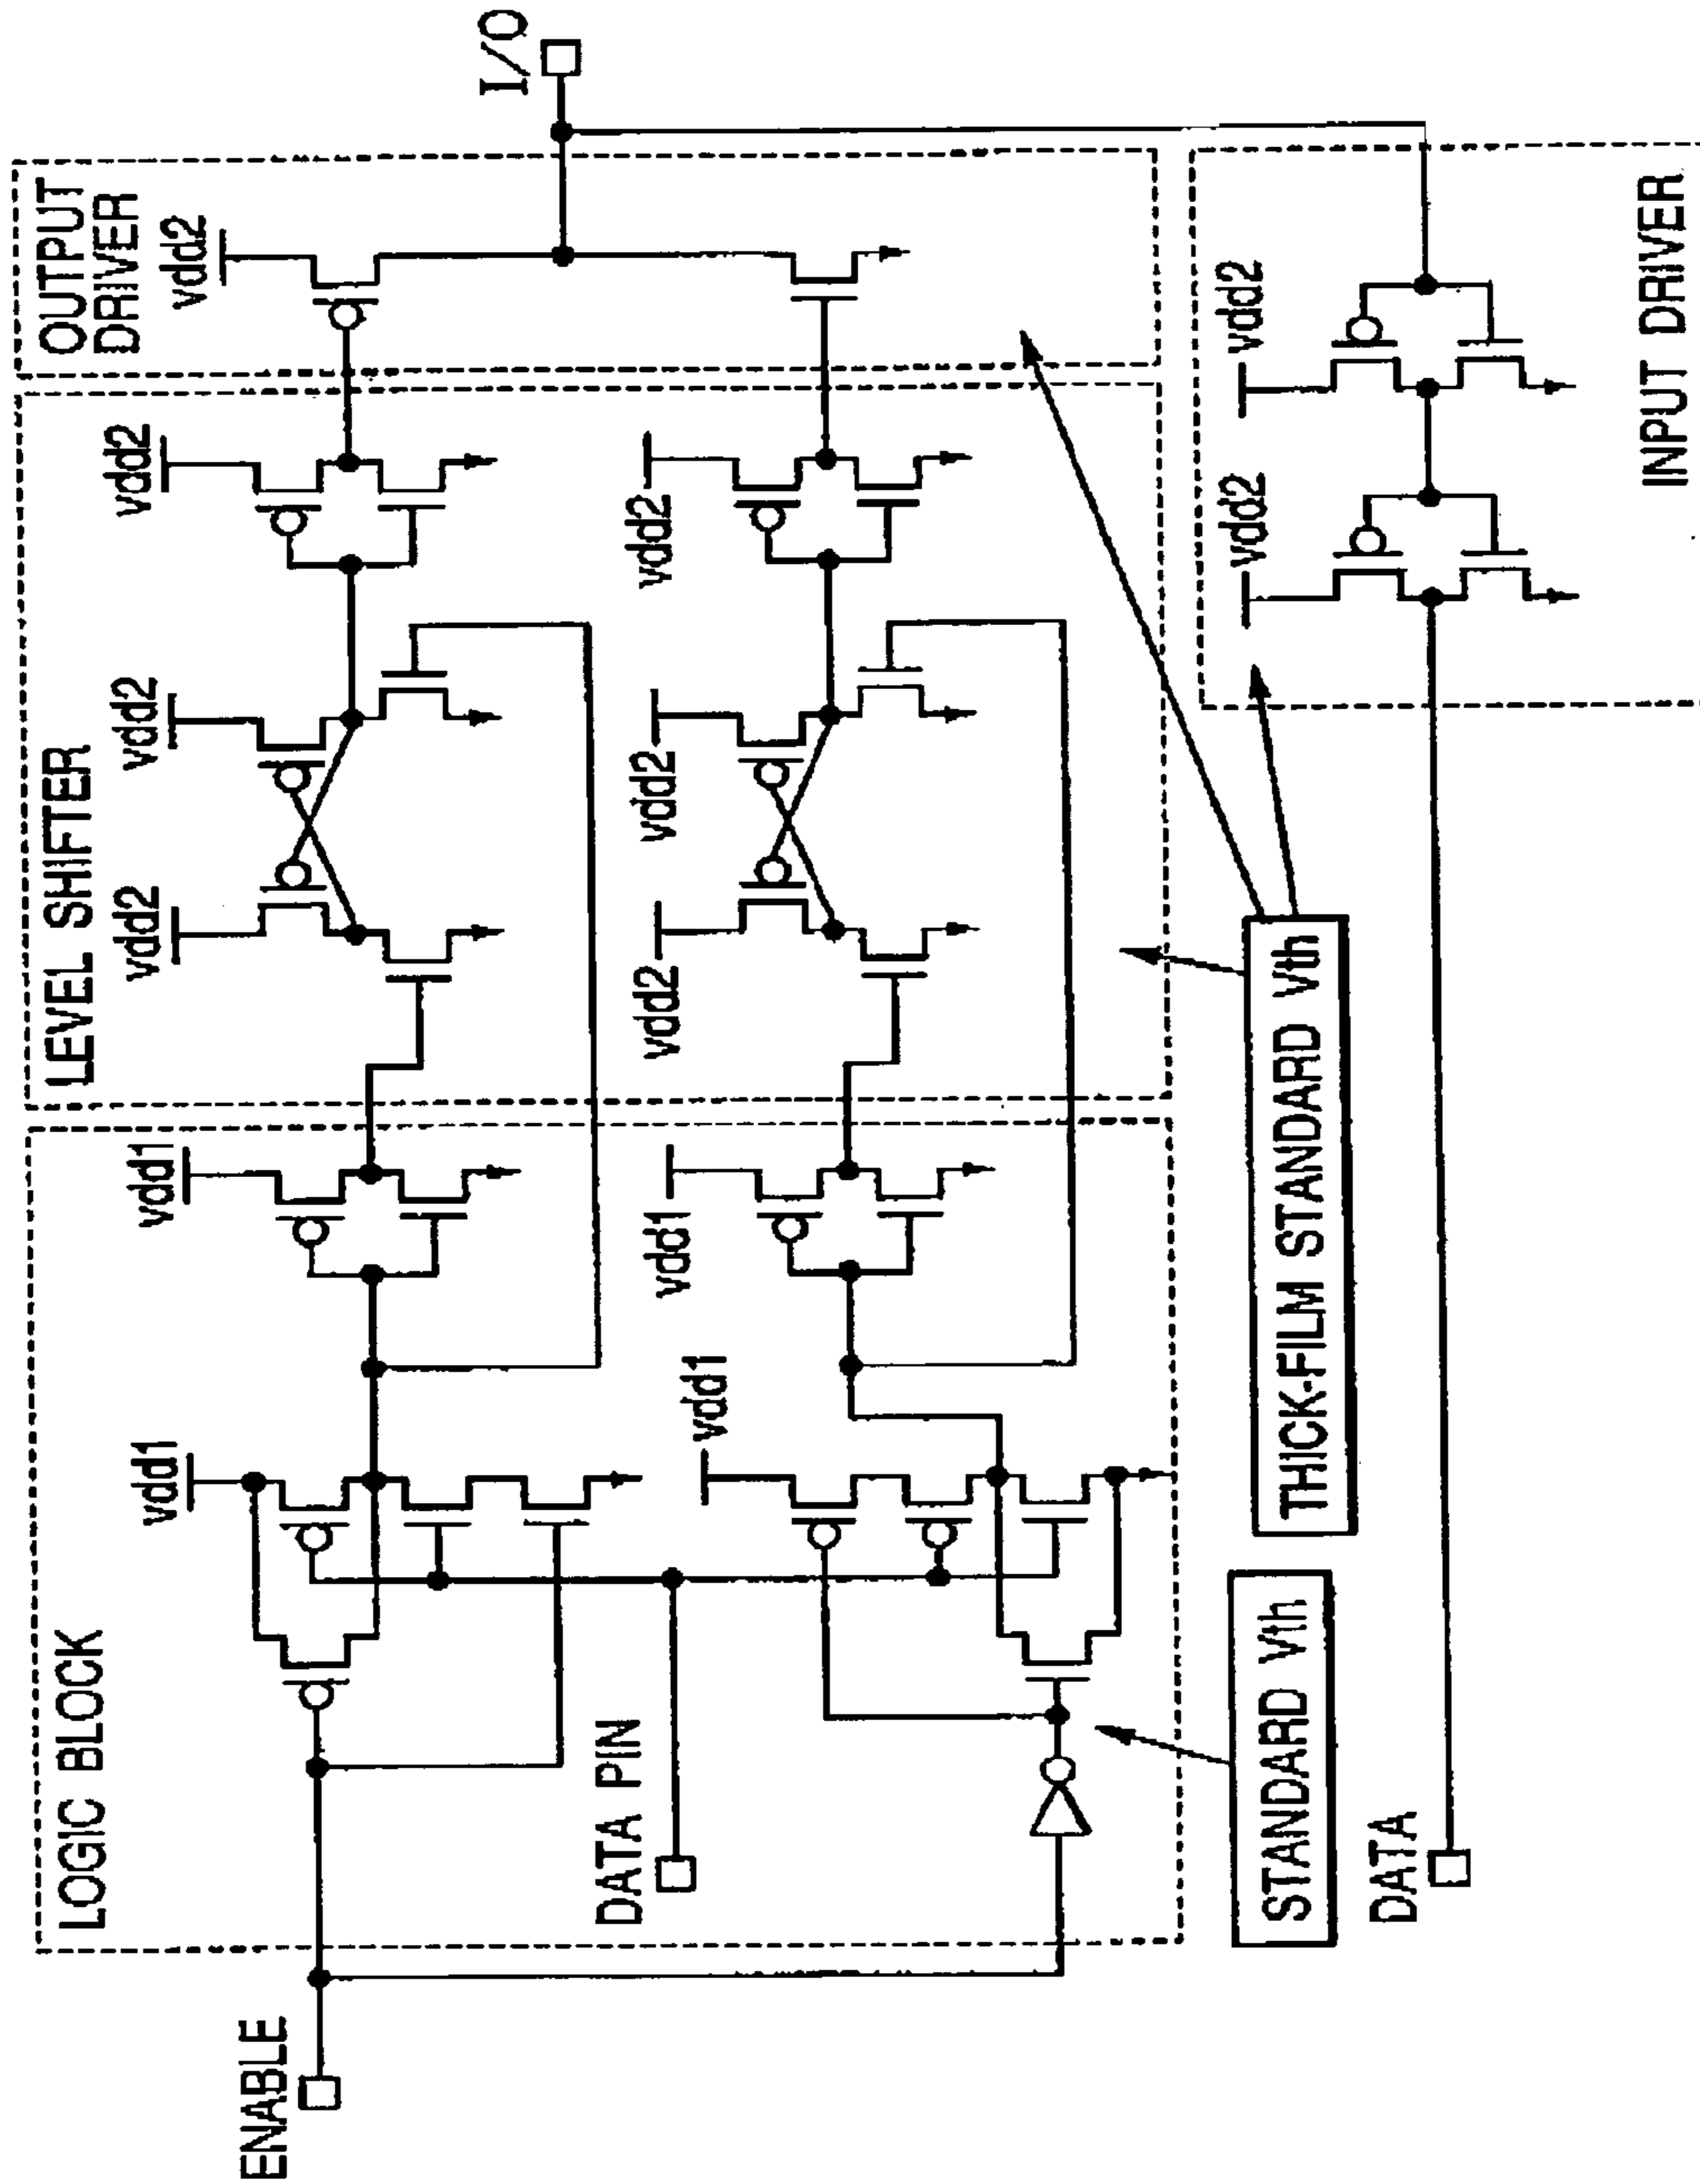 LOGIC BLOCK
LEVEL SHIFTER
OUTPUT
DRIVER
vdd1
vdd1
vdd2
vdd2
vdd2
vdd2
ENABLE
I/O
DATA PIN
vdd1
vdd1
vdd2
vdd2
vdd2
STANDARD Vth
THICK-FILM STANDARD Vth
vdd2
vdd2
DATA
INPUT DRIVER